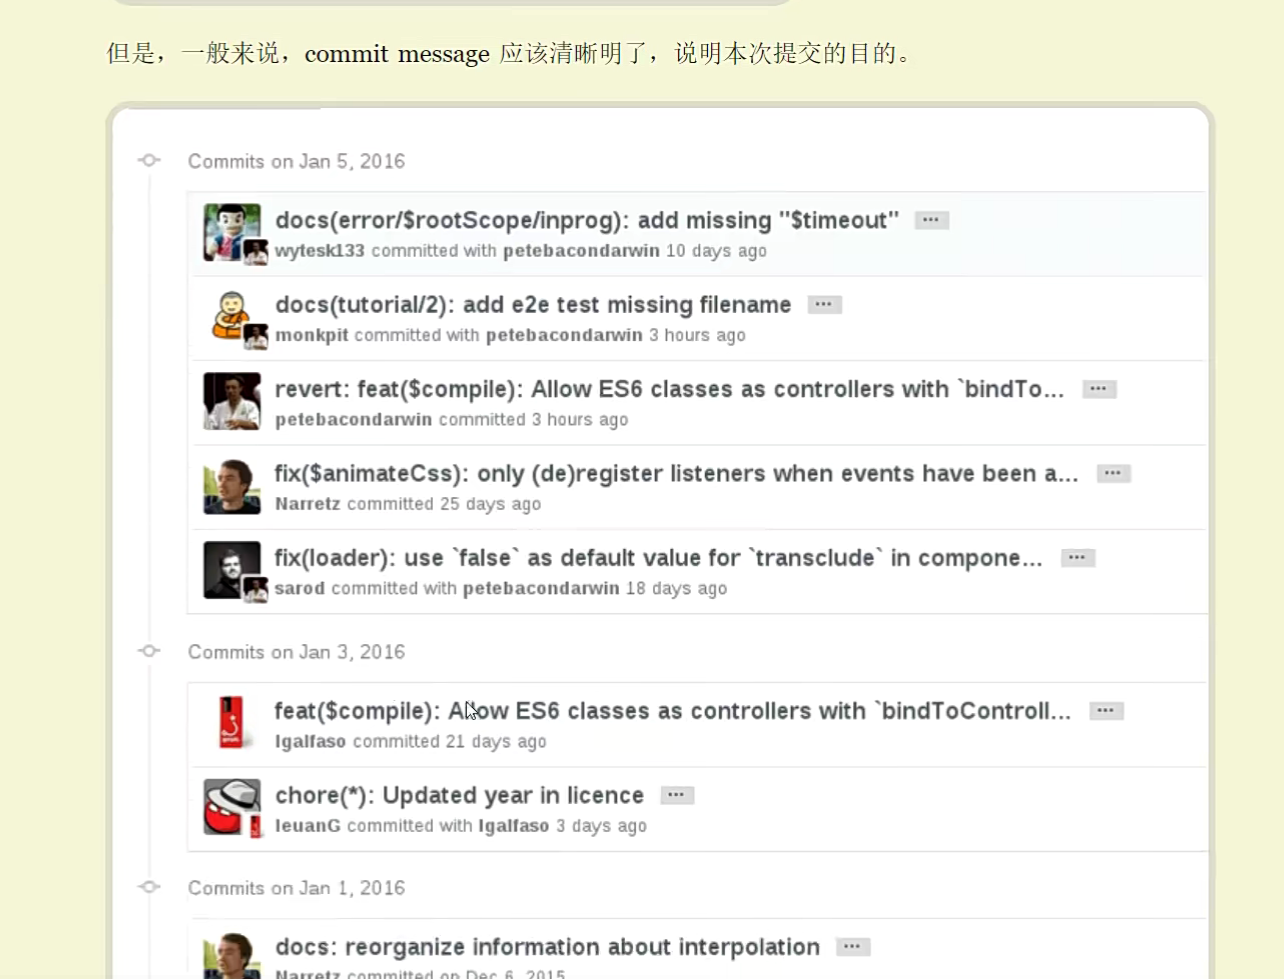 但是，一般来说，commit message 应该清晰明了，说明本次提交的目的。
Commits on Jan 5, 2016
docs(error/$rootScope/inprog): add missing "$timeout" ...
wytesk133 committed with petebacondarwin 10 days ago
docs(tutorial/2): add e2e test missing filename ...
monkpit committed with petebacondarwin 3 hours ago
revert: feat($compile): Allow ES6 classes as controllers with `bindTo... ...
petebacondarwin committed 3 hours ago
fix($animateCss): only (de)register listeners when events have been a... ...
Narretz committed 25 days ago
fix(loader): use `false` as default value for `transclude` in compone... ...
sarod committed with petebacondarwin 18 days ago
Commits on Jan 3, 2016
feat($compile): Allow ES6 classes as controllers with `bindToControll... ...
lgalfaso committed 21 days ago
chore(*): Updated year in licence ...
IeuanG committed with lgalfaso 3 days ago
Commits on Jan 1, 2016
docs: reorganize information about interpolation ...
Narretz committed on Dec 6, 2015